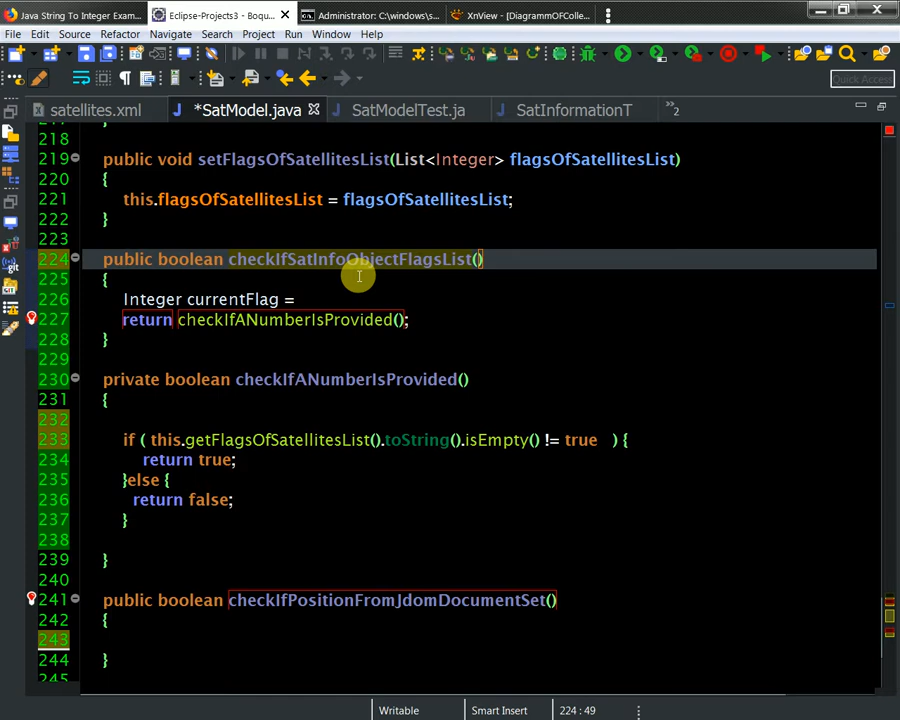 Java String To Integer Exam...
Eclipse-Projects3 - Boqu...
Administrator: C:\windows\s...
XnView - [DiagrammOfColle...
File Edit Source Refactor Navigate Search Project Run Window Help
Quick Access
satellites.xml
*SatModel.java
SatModelTest.ja
SatInformationT
»2
218
219 public void setFlagsOfSatellitesList(List<Integer> flagsOfSatellitesList)
220 {
221 this.flagsOfSatellitesList = flagsOfSatellitesList;
222 }
223
224 public boolean checkIfSatInfoObjectFlagsList()
225 {
226 Integer currentFlag =
227 return checkIfANumberIsProvided();
228 }
229
230 private boolean checkIfANumberIsProvided()
231 {
232
233 if ( this.getFlagsOfSatellitesList().toString().isEmpty() != true ) {
234 return true;
235 }else {
236 return false;
237 }
238
239 }
240
241 public boolean checkIfPositionFromJdomDocumentSet()
242 {
243
244 }
245
Writable Smart Insert 224 : 49